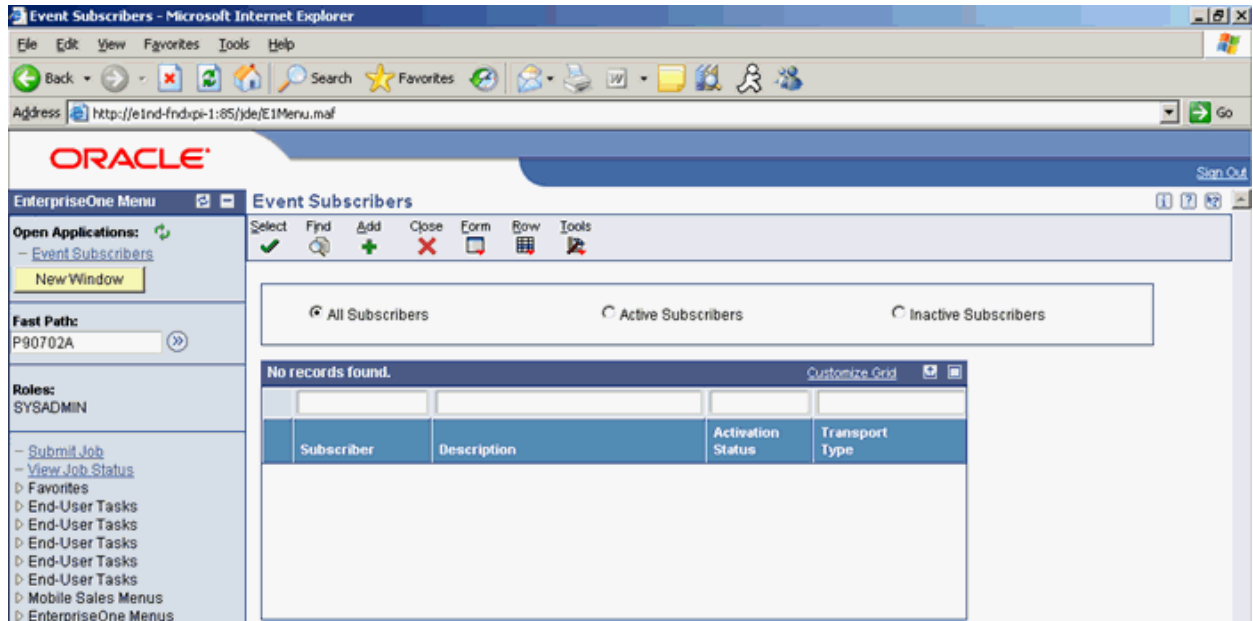 Event Subscribers - Microsoft Internet Explorer
File Edit View Favorites Tools Help
Back Search Favorites
Address http://e1nd-fndxpi-1:85/jde/E1Menu.maf Go
ORACLE
Sign Out
EnterpriseOne Menu
Event Subscribers
Open Applications:
Select Find Add Close Form Row Tools
– Event Subscribers
New Window
All Subscribers Active Subscribers Inactive Subscribers
Fast Path:
P90702A
No records found. Customize Grid
Roles:
SYSADMIN
Subscriber Description Activation Status Transport Type
– Submit Job
– View Job Status
Favorites
End-User Tasks
End-User Tasks
End-User Tasks
End-User Tasks
End-User Tasks
Mobile Sales Menus
EnterpriseOne Menus